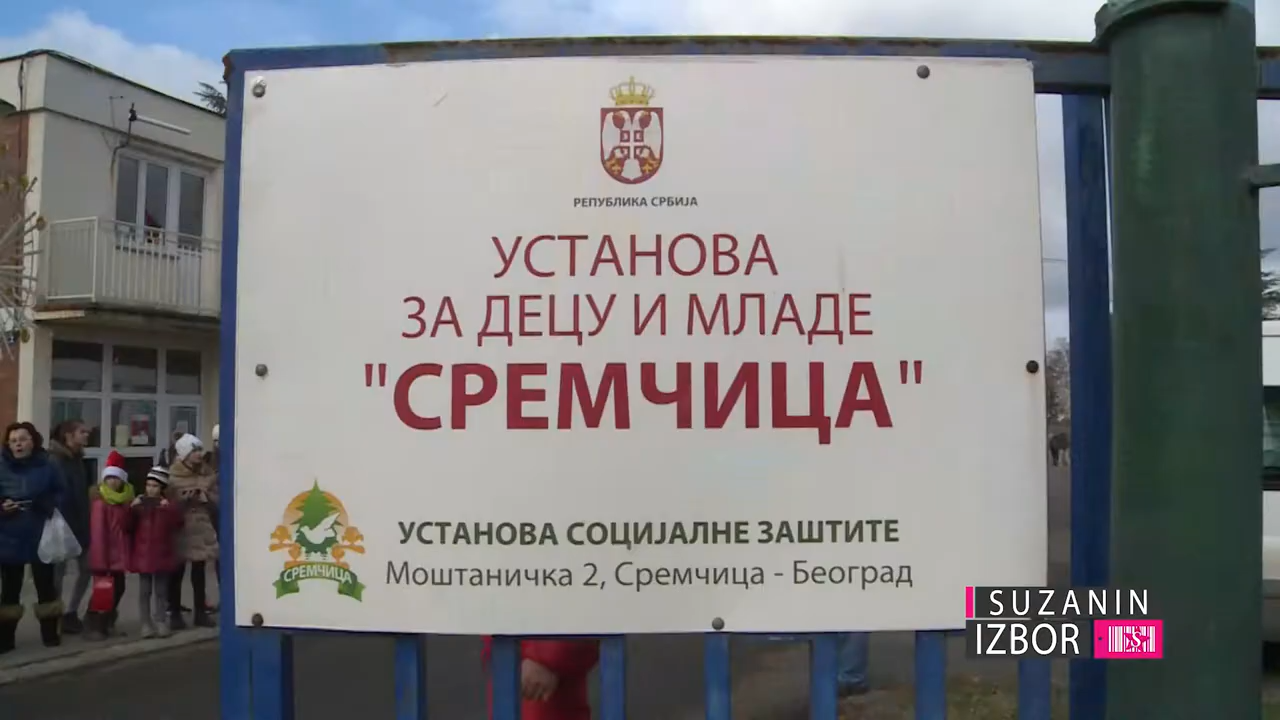 РЕПУБЛИКА СРБИЈА
УСТАНОВА
ЗА ДЕЦУ И МЛАДЕ
"СРЕМЧИЦА"
СРЕМЧИЦА
УСТАНОВА СОЦИЈАЛНЕ ЗАШТИТЕ
Моштаничка 2, Сремчица - Београд
SUZANIN
IZBOR